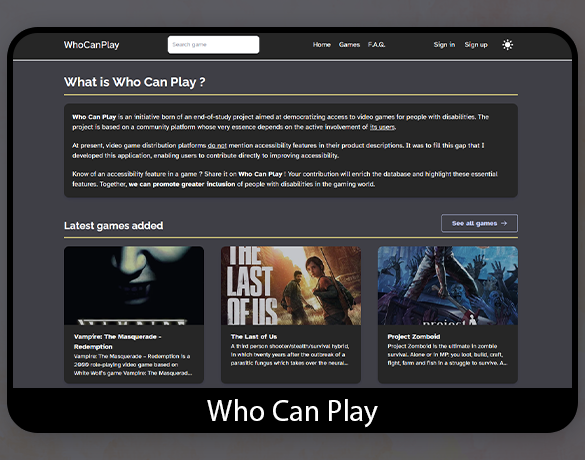 WhoCanPlay Search game Home Games F.A.Q. Sign in Sign up
What is Who Can Play ?
Who Can Play is an initiative born of an end-of-study project aimed at democratizing access to video games for people with disabilities. The
project is based on a community platform whose very essence depends on the active involvement of its users.
At present, video game distribution platforms do not mention accessibility features in their product descriptions. It was to fill this gap that I
developed this application, enabling users to contribute directly to improving accessibility.
Know of an accessibility feature in a game ? Share it on Who Can Play ! Your contribution will enrich the database and highlight these essential
features. Together, we can promote greater inclusion of people with disabilities in the gaming world.
Latest games added
See all games →
THE
LAST
OF US
project
Vampire: The Masquerade -
Redemption
Vampire: The Masquerade - Redemption is a
2000 role-playing video game based on
White Wolf's game Vampire: The Masquerad...
The Last of Us
A third person shooter/stealth/survival hybrid,
in which twenty years after the outbreak of a
parasitic fungus which takes over the neural...
Project Zomboid
Project Zomboid is the ultimate in zombie
survival. Alone or in MP: you loot, build, craft,
fight, farm and fish in a struggle to survive. A...
Who Can Play